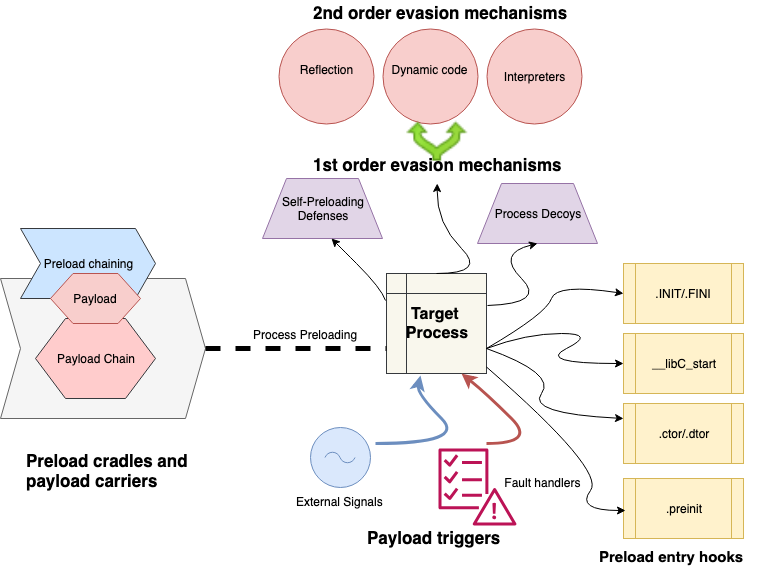 2nd order evasion mechanisms
Reflection
Dynamic code
Interpreters
1st order evasion mechanisms
Self-Preloading
Defenses
Process Decoys
Preload chaining
Payload
Payload Chain
Process Preloading
Target
Process
.INIT/.FINI
__libC_start
.ctor/.dtor
.preinit
Preload cradles and
payload carriers
External Signals
Fault handlers
Payload triggers
Preload entry hooks